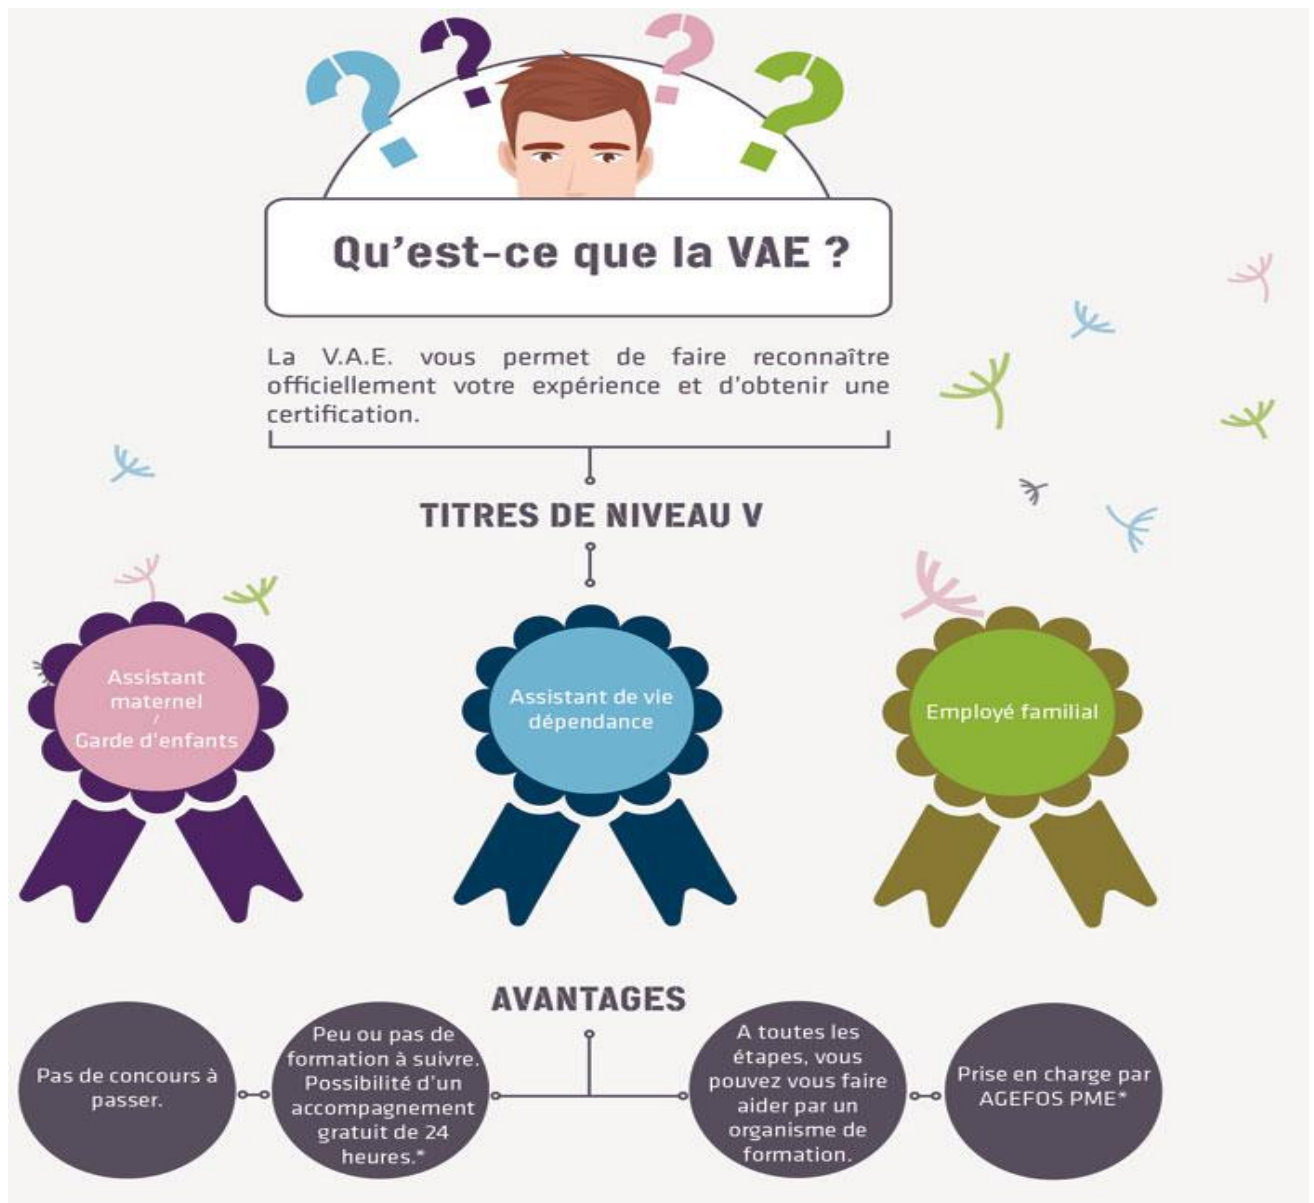 Qu'est-ce que la VAE ?
La V.A.E. vous permet de faire reconnaître
officiellement votre expérience et d'obtenir une
certification.
TITRES DE NIVEAU V
Assistant
maternel
/
Garde d'enfants
Assistant de vie
dépendance
Employé familial
AVANTAGES
Pas de concours à
passer.
Peu ou pas de
formation à suivre.
Possibilité d'un
accompagnement
gratuit de 24
heures.*
A toutes les
étapes, vous
pouvez vous faire
aider par un
organisme de
formation.
Prise en charge par
AGEFOS PME*